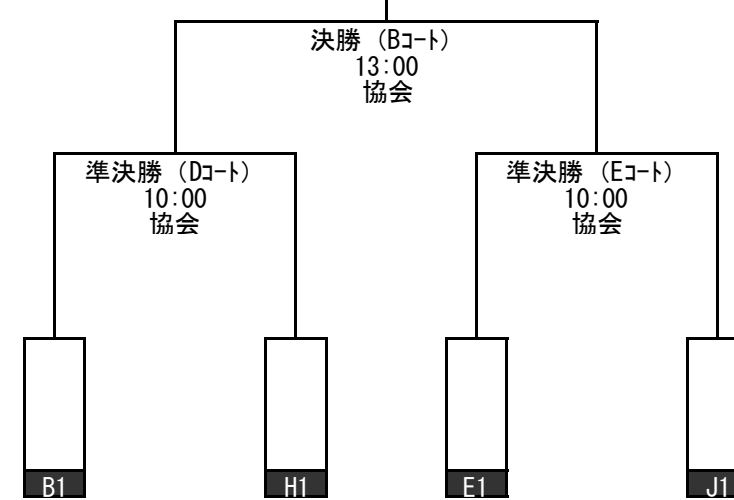 決勝（Bｺｰﾄ）
13:00
協会
準決勝（Dｺｰﾄ）
10:00
協会
準決勝（Eｺｰﾄ）
10:00
協会
B1
H1
E1
J1